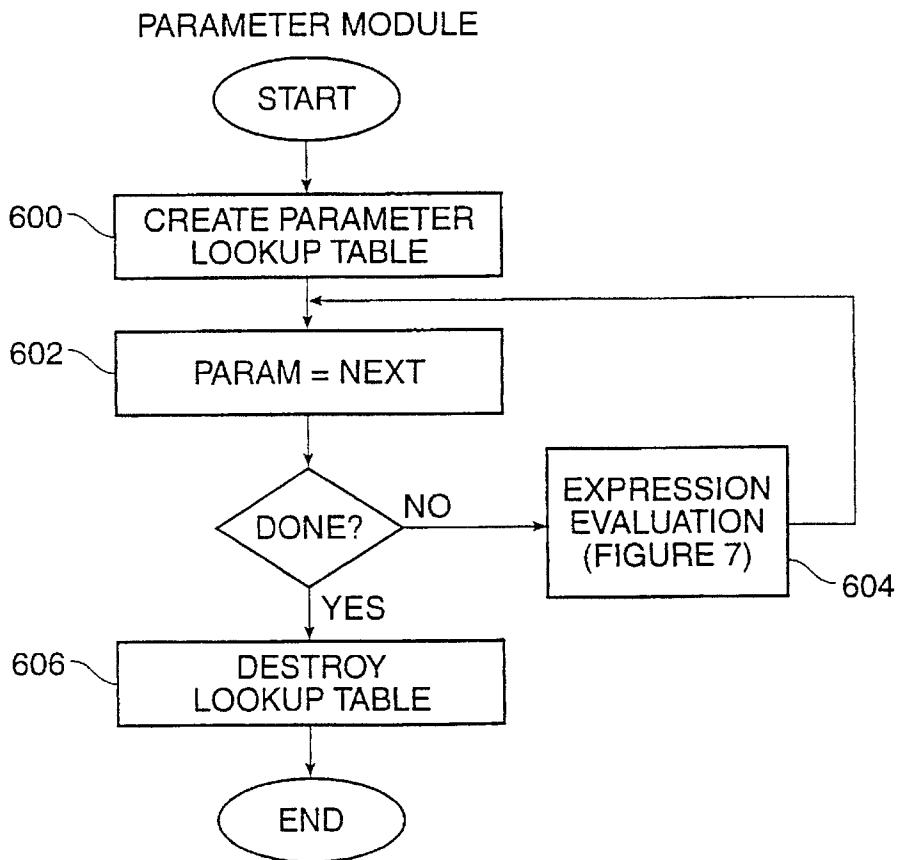 PARAMETER MODULE
START
600
CREATE PARAMETER
LOOKUP TABLE
602
PARAM = NEXT
DONE?
NO
EXPRESSION
EVALUATION
(FIGURE 7)
604
YES
606
DESTROY
LOOKUP TABLE
END